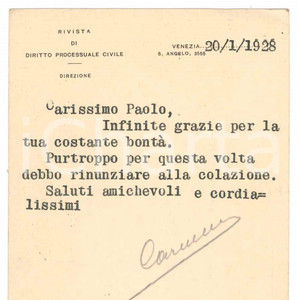 RIVISTA
DI
DIRITTO PROCESSUALE CIVILE
DIREZIONE
VENEZIA, 20/1/1928
S. ANGELO, 3565
Carissimo Paolo,
Infinite grazie per la
tua costante bontà.
Purtroppo per questa volta
debbo rinunziare alla colazione.
Saluti amichevoli e cordia-
lissimi